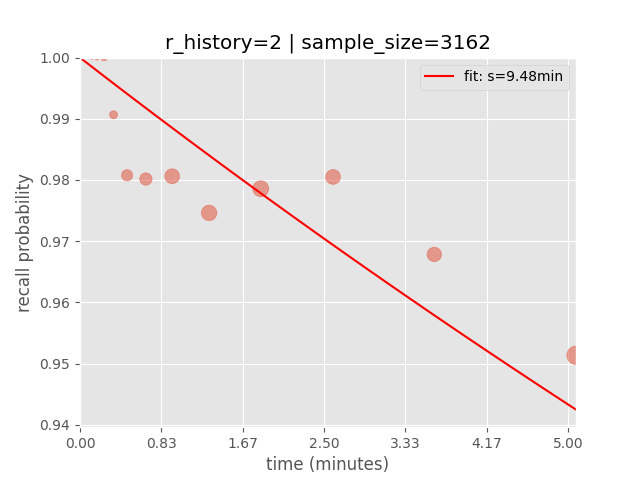 r_history=2 | sample_size=3162
fit: s=9.48min
1.00
0.99
0.98
0.97
0.96
0.95
0.94
recall probability
0.00 0.83 1.67 2.50 3.33 4.17 5.00
time (minutes)